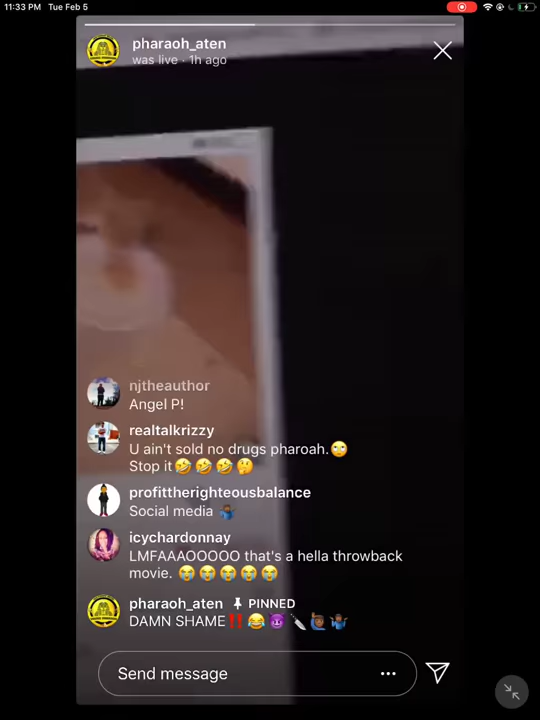 11:33 PM Tue Feb 5
pharaoh_aten
was live · 1h ago
njtheauthor
Angel P!
realtalkrizzy
U ain't sold no drugs pharoah.🙄
Stop it🤣🤣🤣🤔
profittherighteousbalance
Social media 🤷🏾‍♂️
icychardonnay
LMFAAAOOOOO that's a hella throwback
movie. 😭😭😭😭😭
pharaoh_aten PINNED
DAMN SHAME‼️😂😈🔪🙋🏾‍♂️🤷🏾‍♂️
Send message